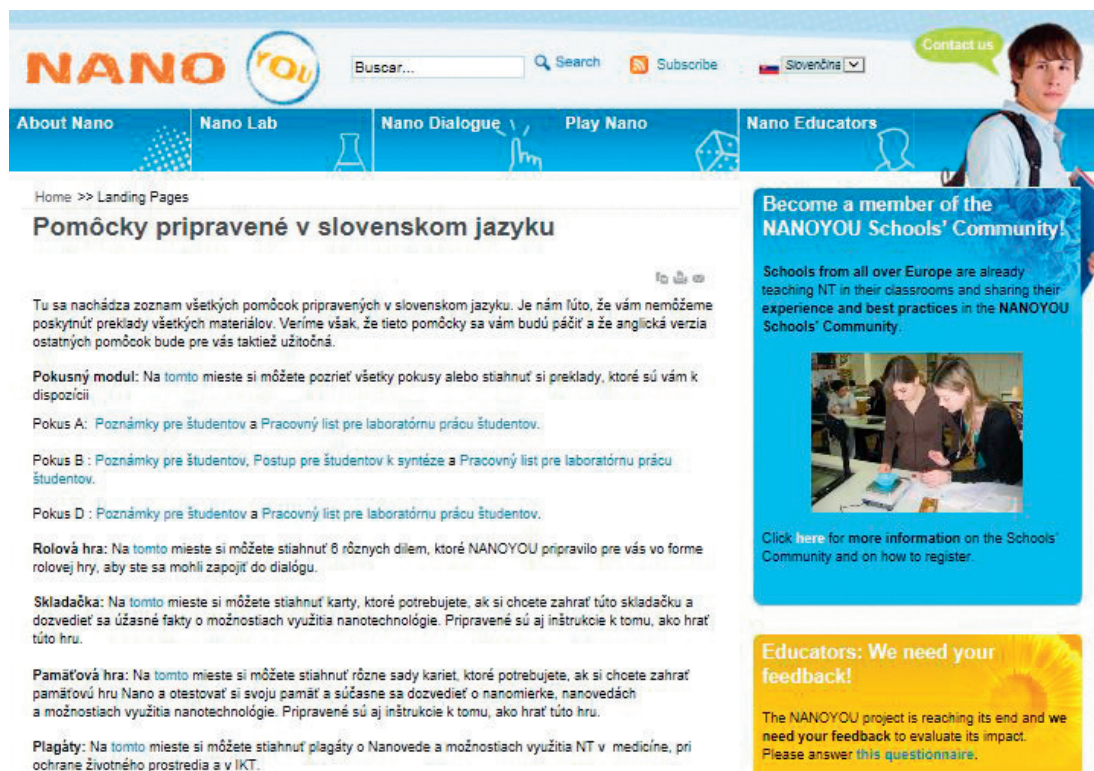 NANO YOU
Buscar...
Search
Subscribe
Slovenčina
Contact us
About Nano
Nano Lab
Nano Dialogue
Play Nano
Nano Educators
Home >> Landing Pages
Pomôcky pripravené v slovenskom jazyku
Tu sa nachádza zoznam všetkých pomôcok pripravených v slovenskom jazyku. Je nám ľúto, že vám nemôžeme
poskytnúť preklady všetkých materiálov. Veríme však, že tieto pomôcky sa vám budú páčiť a že anglická verzia
ostatných pomôcok bude pre vás taktiež užitočná.
Pokusný modul: Na tomto mieste si môžete pozrieť všetky pokusy alebo stiahnuť si preklady, ktoré sú vám k
dispozícii
Pokus A: Poznámky pre študentov a Pracovný list pre laboratórnu prácu študentov.
Pokus B : Poznámky pre študentov, Postup pre študentov k syntéze a Pracovný list pre laboratórnu prácu
študentov.
Pokus D : Poznámky pre študentov a Pracovný list pre laboratórnu prácu študentov.
Rolová hra: Na tomto mieste si môžete stiahnuť 6 rôznych dilem, ktoré NANOYOU pripravilo pre vás vo forme
rolovej hry, aby ste sa mohli zapojiť do dialógu.
Skladačka: Na tomto mieste si môžete stiahnuť karty, ktoré potrebujete, ak si chcete zahrať túto skladačku a
dozvedieť sa úžasné fakty o možnostiach využitia nanotechnológie. Pripravené sú aj inštrukcie k tomu, ako hrať
túto hru.
Pamäťová hra: Na tomto mieste si môžete stiahnuť rôzne sady kariet, ktoré potrebujete, ak si chcete zahrať
pamäťovú hru Nano a otestovať si svoju pamäť a súčasne sa dozvedieť o nanomierke, nanovedách
a možnostiach využitia nanotechnológie. Pripravené sú aj inštrukcie k tomu, ako hrať túto hru.
Plagáty: Na tomto mieste si môžete stiahnuť plagáty o Nanovede a možnostiach využitia NT v medicíne, pri
ochrane životného prostredia a v IKT.
Become a member of the
NANOYOU Schools' Community!
Schools from all over Europe are already
teaching NT in their classrooms and sharing their
experience and best practices in the NANOYOU
Schools' Community.
Click here for more information on the Schools'
Community and on how to register.
Educators: We need your
feedback!
The NANOYOU project is reaching its end and we
need your feedback to evaluate its impact.
Please answer this questionnaire.